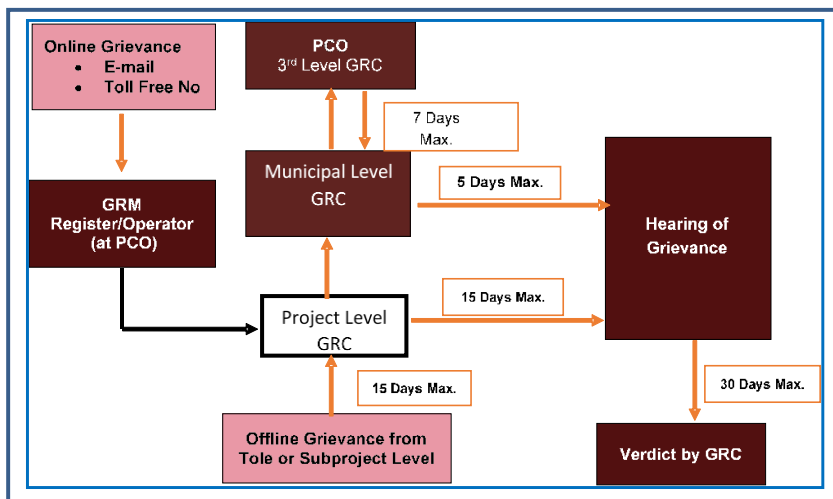 Online Grievance
• E-mail
• Toll Free No
PCO
3rd Level GRC
7 Days
Max.
Municipal Level
GRC
5 Days Max.
GRM
Register/Operator
(at PCO)
Hearing of
Grievance
15 Days Max.
Project Level
GRC
15 Days Max.
30 Days Max.
Offline Grievance from
Tole or Subproject Level
Verdict by GRC